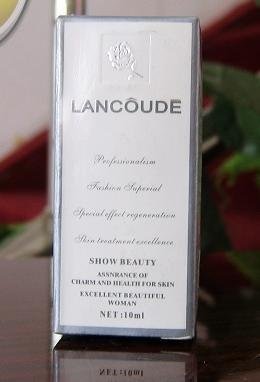 LANCÔUDE
Professionalism
Fashion Superial
Special effect regeneration
Skin treatment excellence
SHOW BEAUTY
ASSNRANCE OF
CHARM AND HEALTH FOR SKIN
EXCELLENT BEAUTIFUL
WOMAN
NET:10ml